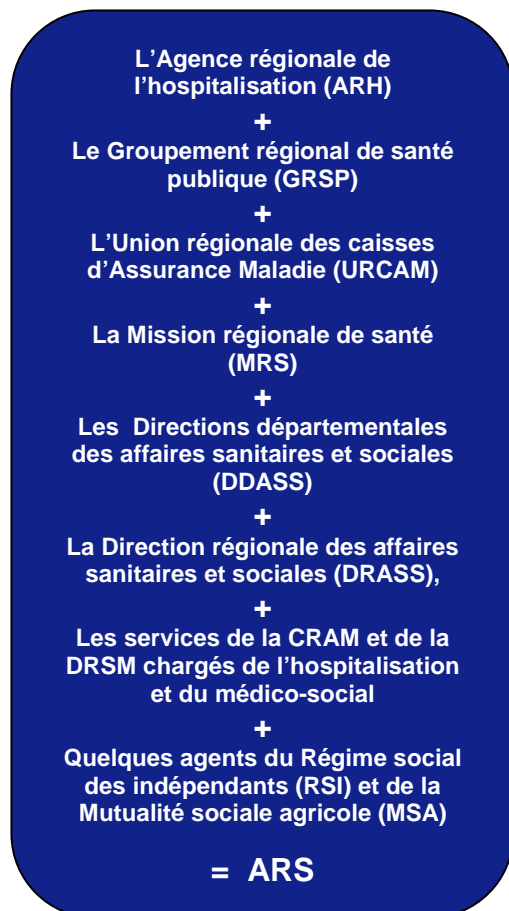 L’Agence régionale de
l’hospitalisation (ARH)
+
Le Groupement régional de santé
publique (GRSP)
+
L’Union régionale des caisses
d’Assurance Maladie (URCAM)
+
La Mission régionale de santé
(MRS)
+
Les Directions départementales
des affaires sanitaires et sociales
(DDASS)
+
La Direction régionale des affaires
sanitaires et sociales (DRASS),
+
Les services de la CRAM et de la
DRSM chargés de l’hospitalisation
et du médico-social
+
Quelques agents du Régime social
des indépendants (RSI) et de la
Mutualité sociale agricole (MSA)
= ARS